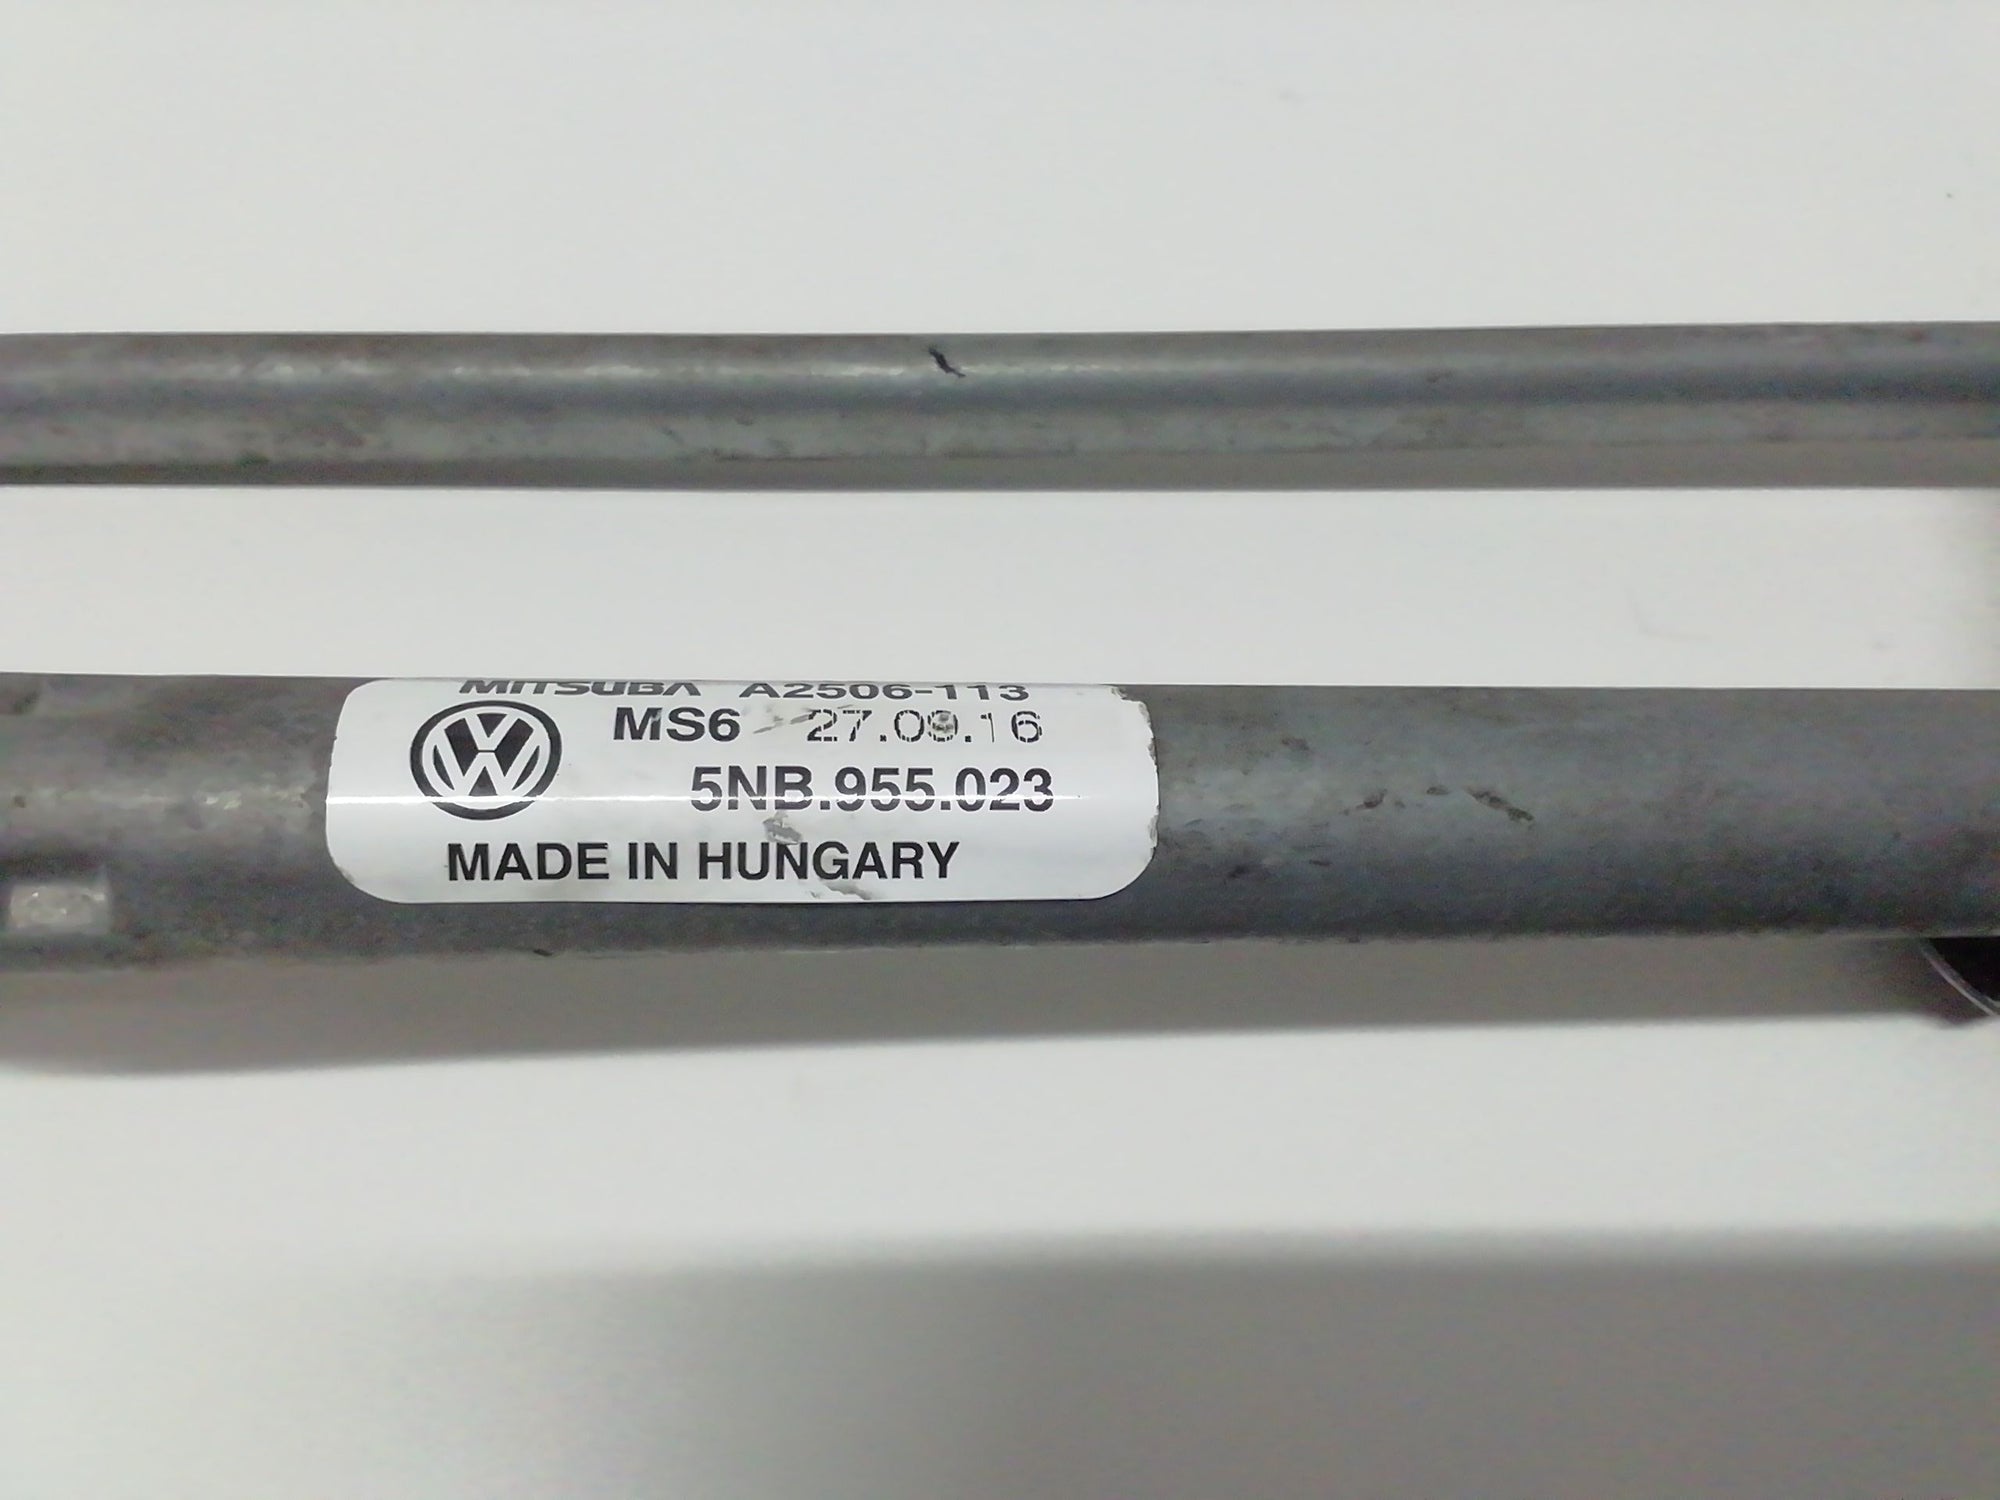 MITSUBA A2506-113
MS6 27.09.16
5NB.955.023
MADE IN HUNGARY